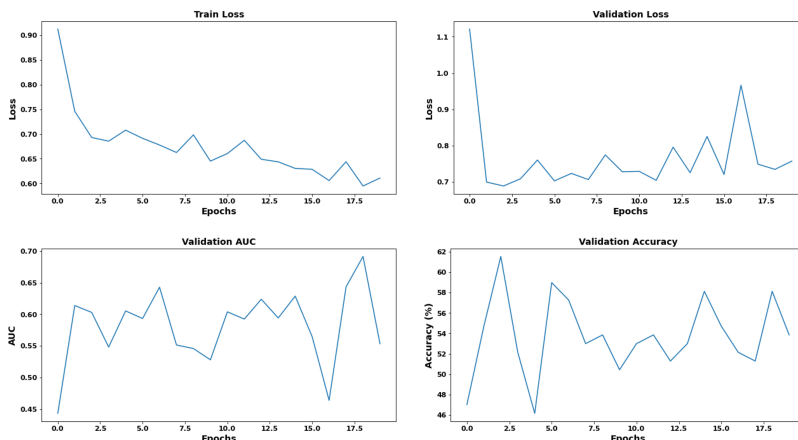 Train Loss
Loss
0.90
0.85
0.80
0.75
0.70
0.65
0.60
0.0 2.5 5.0 7.5 10.0 12.5 15.0 17.5
Epochs
Validation Loss
Loss
1.1
1.0
0.9
0.8
0.7
0.0 2.5 5.0 7.5 10.0 12.5 15.0 17.5
Epochs
Validation AUC
AUC
0.70
0.65
0.60
0.55
0.50
0.45
0.0 2.5 5.0 7.5 10.0 12.5 15.0 17.5
Epochs
Validation Accuracy
Accuracy (%)
62
60
58
56
54
52
50
48
46
0.0 2.5 5.0 7.5 10.0 12.5 15.0 17.5
Epochs